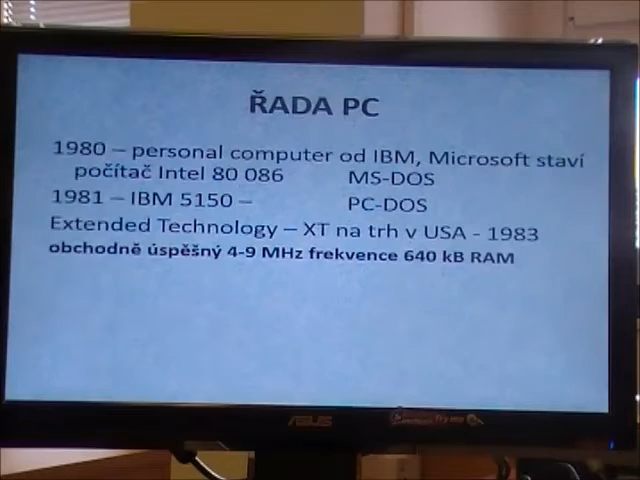 ŘADA PC
1980 – personal computer od IBM, Microsoft staví
počítač Intel 80 086 MS-DOS
1981 – IBM 5150 – PC-DOS
Extended Technology – XT na trh v USA - 1983
obchodně úspěšný 4-9 MHz frekvence 640 kB RAM
ASUS